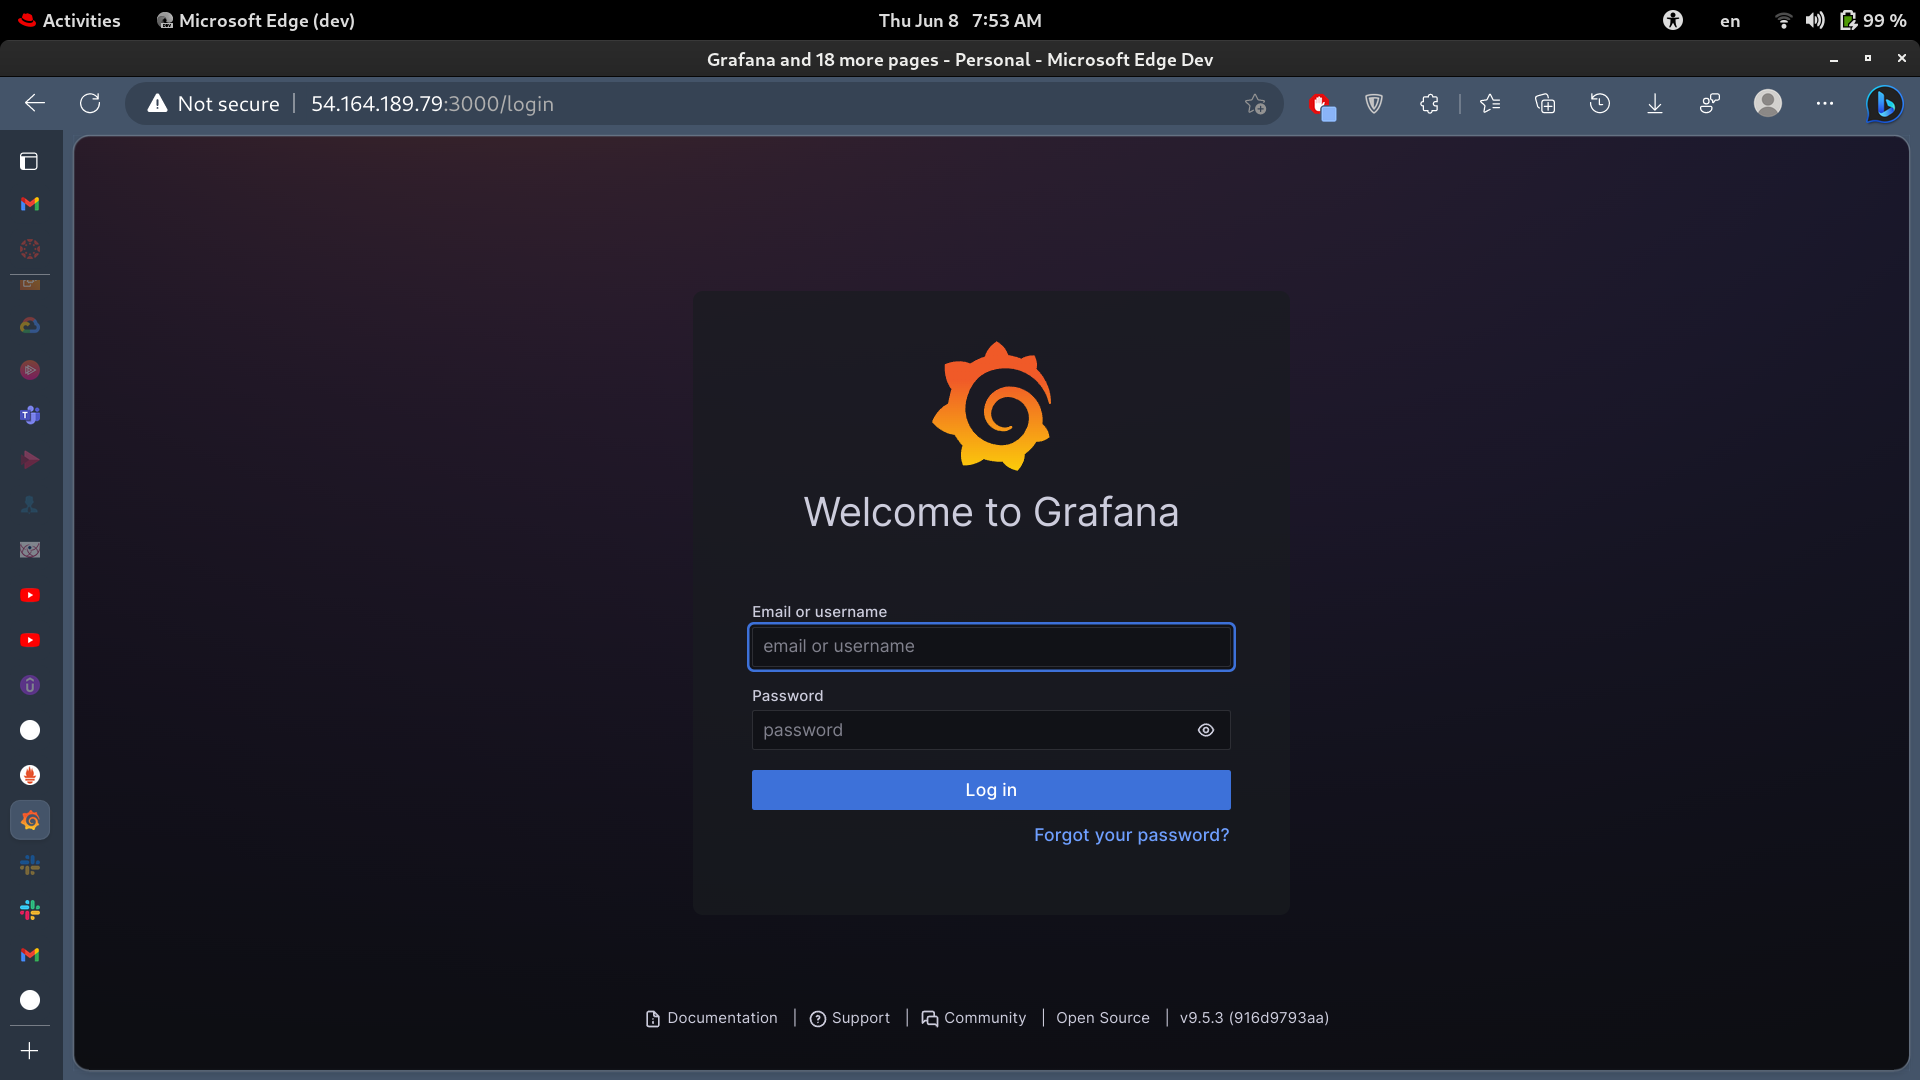 Activities Microsoft Edge (dev) Thu Jun 8 7:53 AM en 99 %
Grafana and 18 more pages - Personal - Microsoft Edge Dev
Not secure 54.164.189.79:3000/login
Welcome to Grafana
Email or username
email or username
Password
password
Log in
Forgot your password?
Documentation | Support | Community | Open Source | v9.5.3 (916d9793aa)